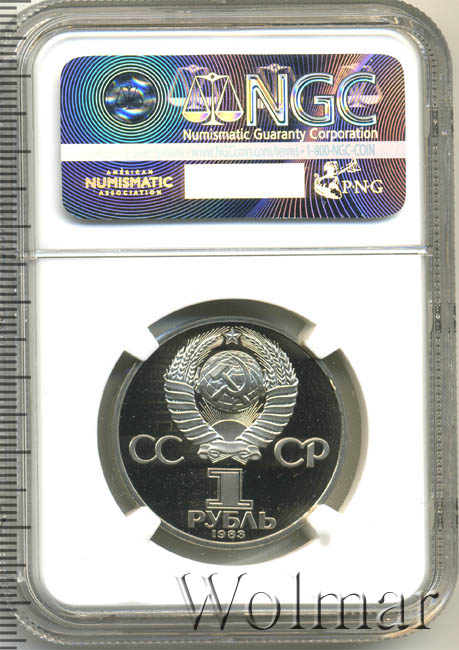 NGC
Numismatic Guaranty Corporation
www.NGCcoin.com/terms • 1-800-NGC-COIN
AMERICAN
NUMISMATIC
ASSOCIATION
PNG
СС СР
1
РУБЛЬ
1983
Wolmar